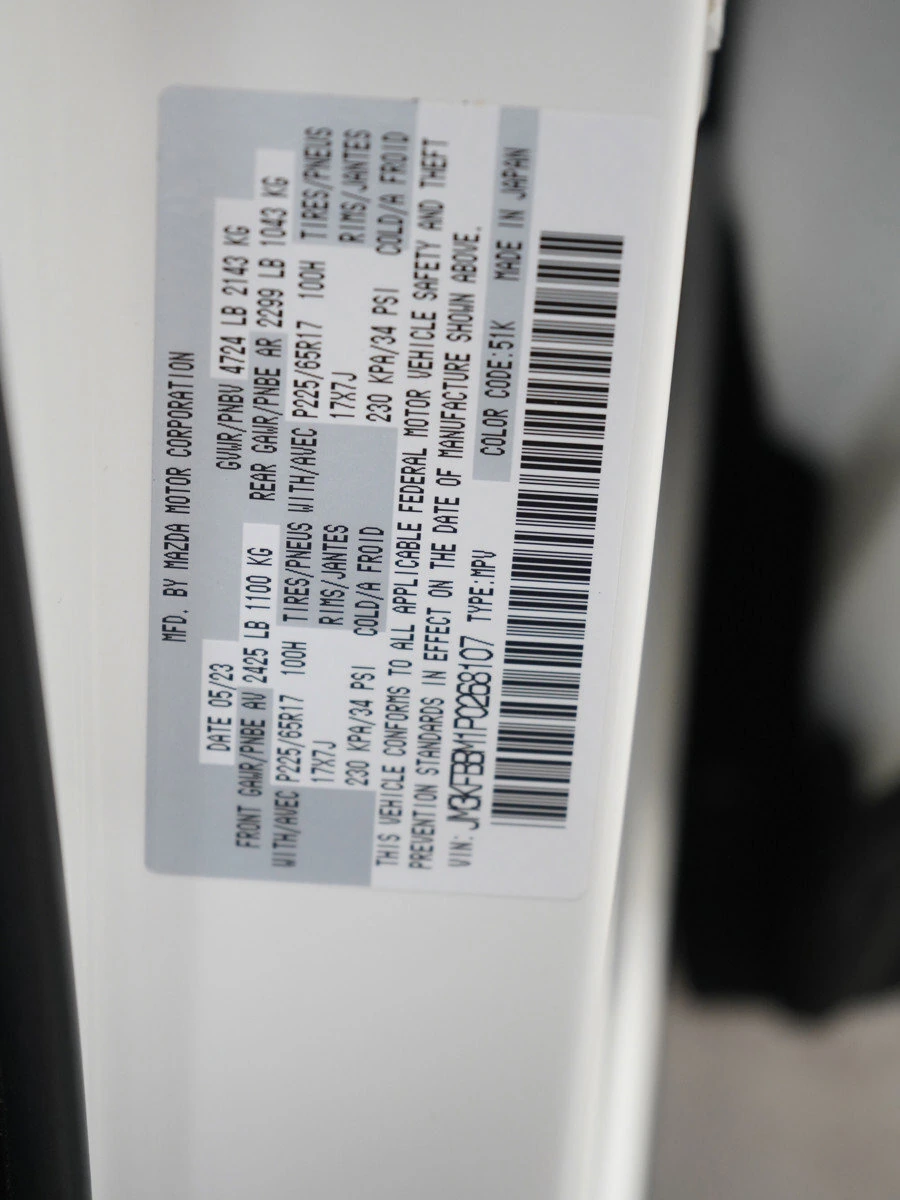 MFD. BY MAZDA MOTOR CORPORATION
DATE 05/23 GVWR/PNBV 4724 LB 2143 KG
FRONT GAWR/PNBE AV 2425 LB 1100 KG REAR GAWR/PNBE AR 2299 LB 1043 KG
WITH/AVEC P225/65R17 100H TIRES/PNEUS WITH/AVEC P225/65R17 100H TIRES/PNEUS
17X7J RIMS/JANTES 17X7J RIMS/JANTES
230 KPA/34 PSI COLD/A FROID 230 KPA/34 PSI COLD/A FROID
THIS VEHICLE CONFORMS TO ALL APPLICABLE FEDERAL MOTOR VEHICLE SAFETY AND THEFT
PREVENTION STANDARDS IN EFFECT ON THE DATE OF MANUFACTURE SHOWN ABOVE.
VIN: JM3KFBBM1P0268107 TYPE:MPV COLOR CODE:51K MADE IN JAPAN